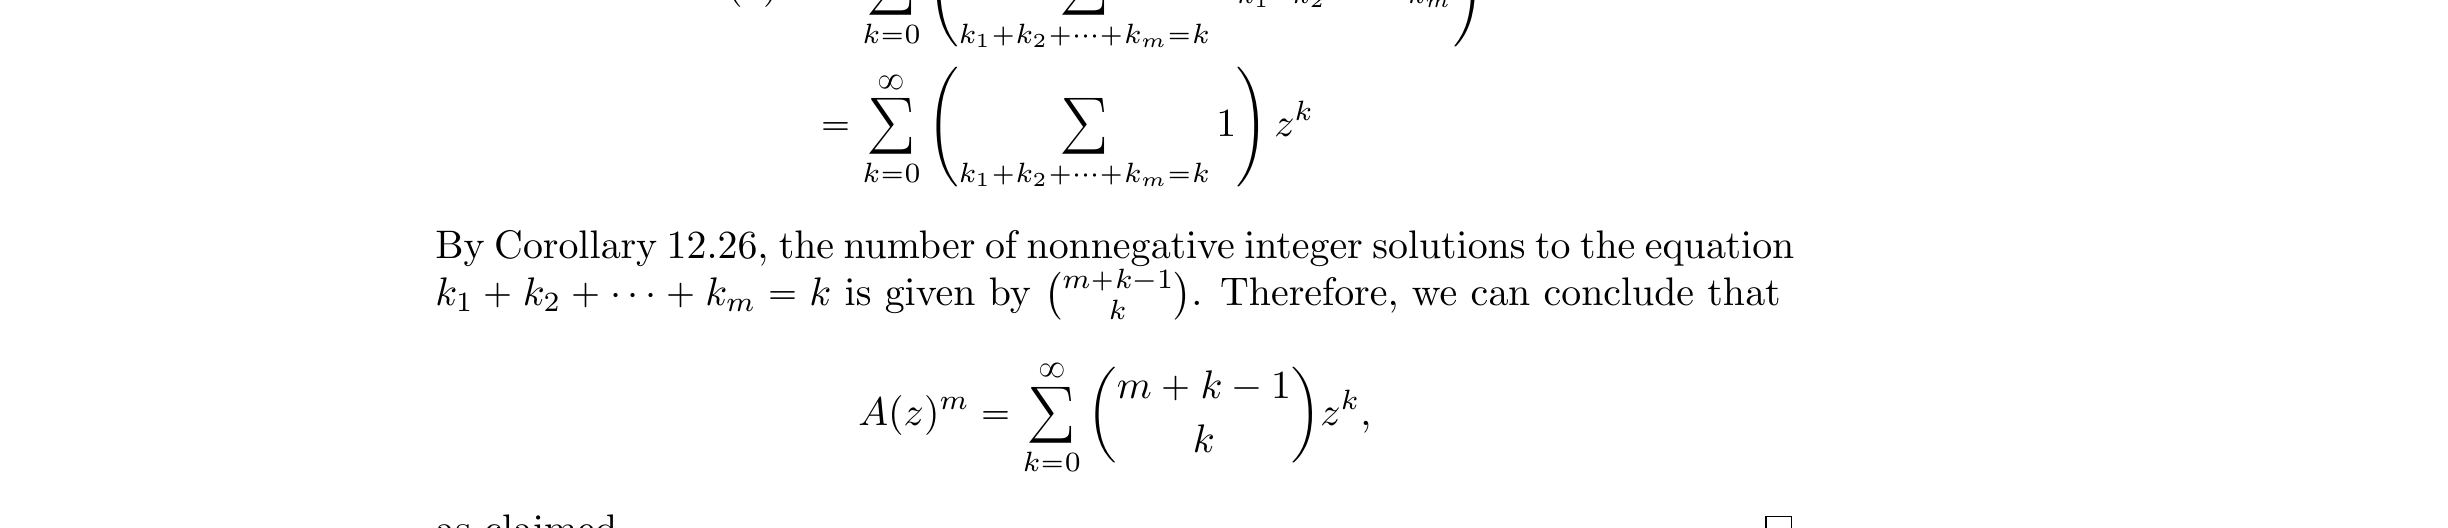 \sum_{k=0} \left( \sum_{k_1+k_2+\cdots+k_m=k} \right)
= \sum_{k=0}^{\infty} \left( \sum_{k_1+k_2+\cdots+k_m=k} 1 \right) z^k
By Corollary 12.26, the number of nonnegative integer solutions to the equation
k_1 + k_2 + \cdots + k_m = k is given by \binom{m+k-1}{k}. Therefore, we can conclude that
A(z)^m = \sum_{k=0}^{\infty} \binom{m+k-1}{k} z^k,
as claimed